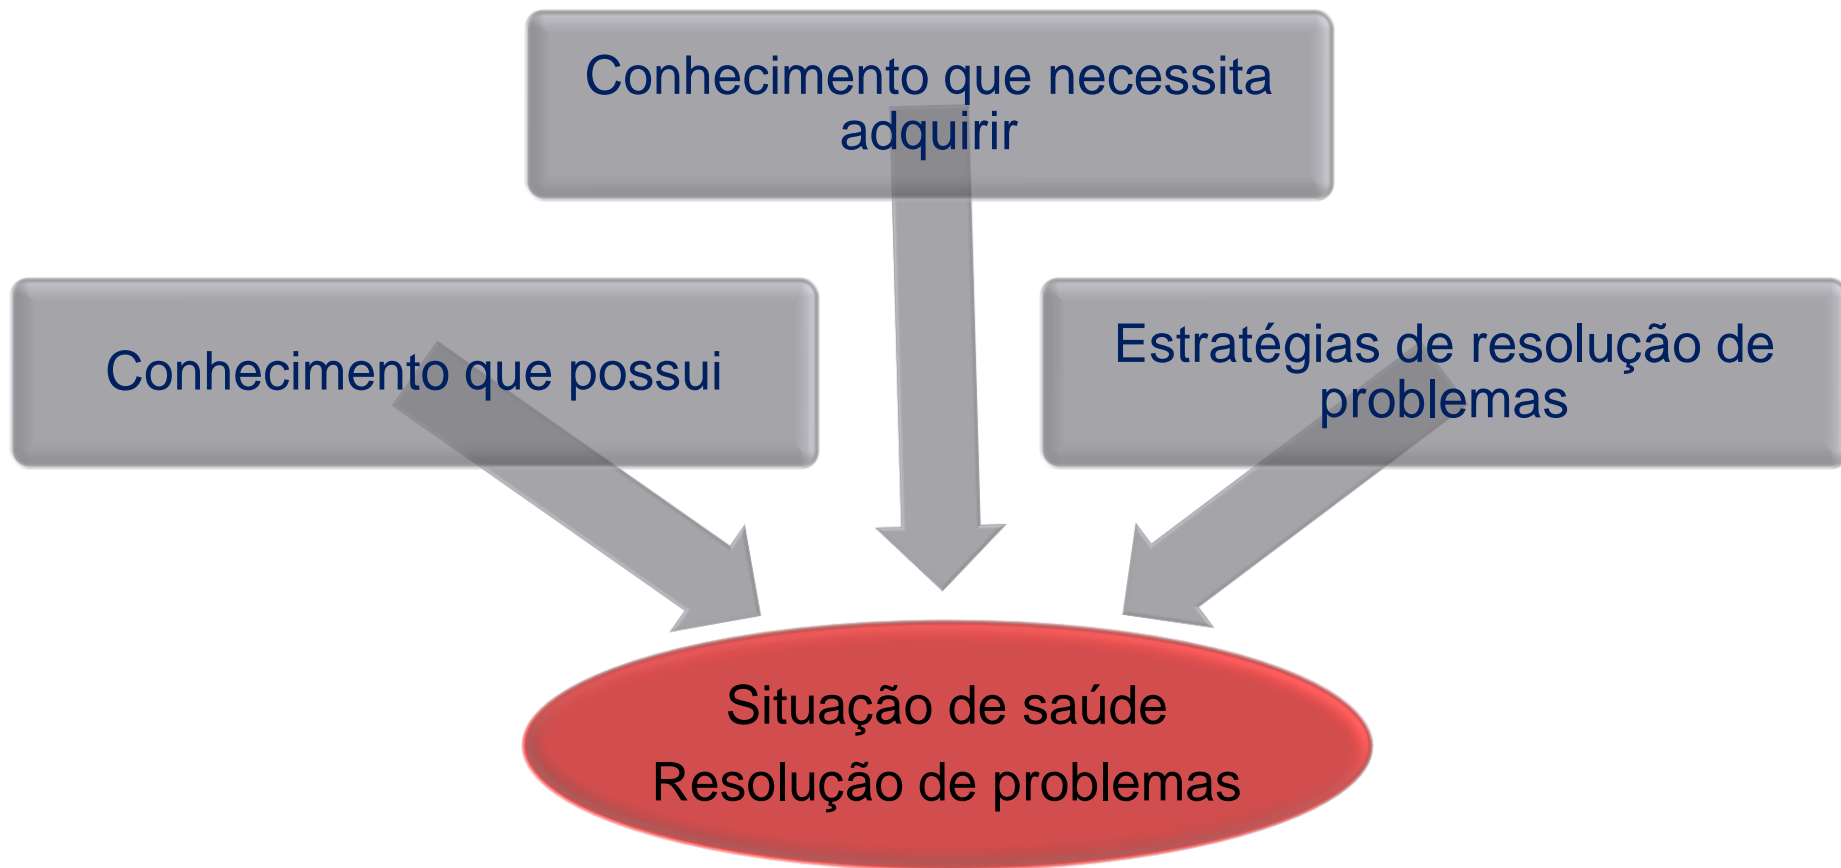 Conhecimento que necessita
adquirir
Conhecimento que possui
Estratégias de resolução de
problemas
Situação de saúde
Resolução de problemas